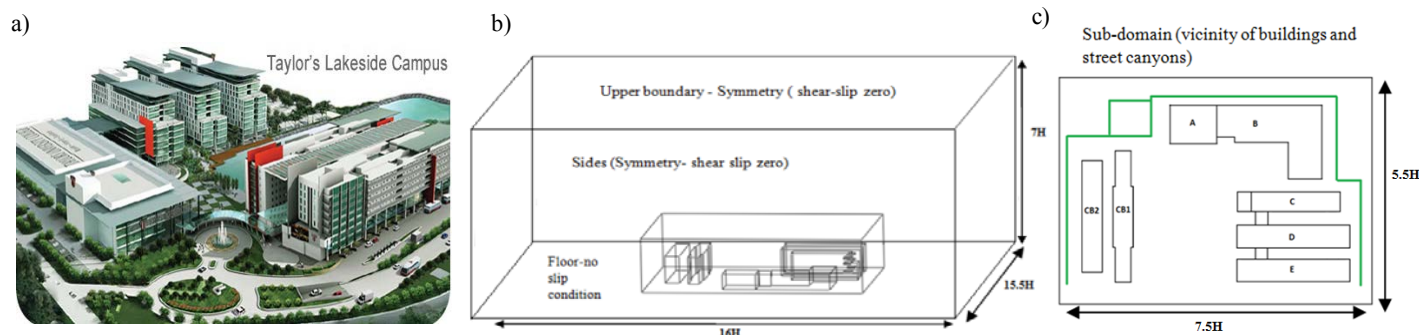 a)
Taylor's Lakeside Campus
b)
Upper boundary - Symmetry ( shear-slip zero)
Sides (Symmetry- shear slip zero)
Floor-no
slip
condition
7H
15.5H
16H
c)
Sub-domain (vicinity of buildings and
street canyons)
A
B
CB2
CB1
C
D
E
5.5H
7.5H